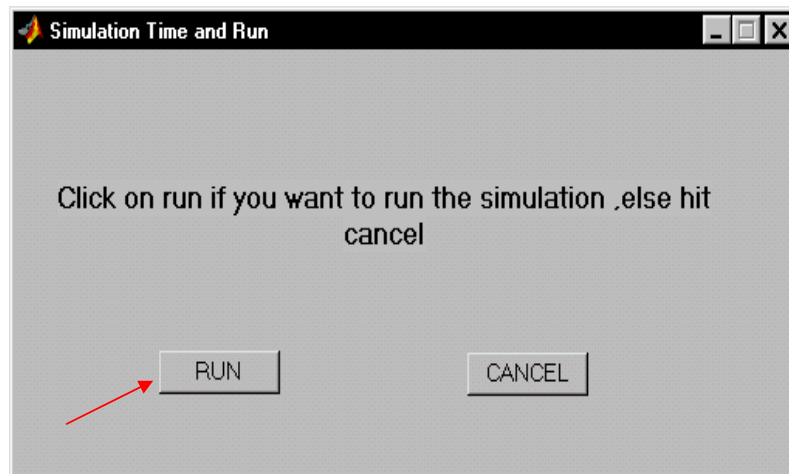 Simulation Time and Run
Click on run if you want to run the simulation ,else hit
cancel
RUN
CANCEL